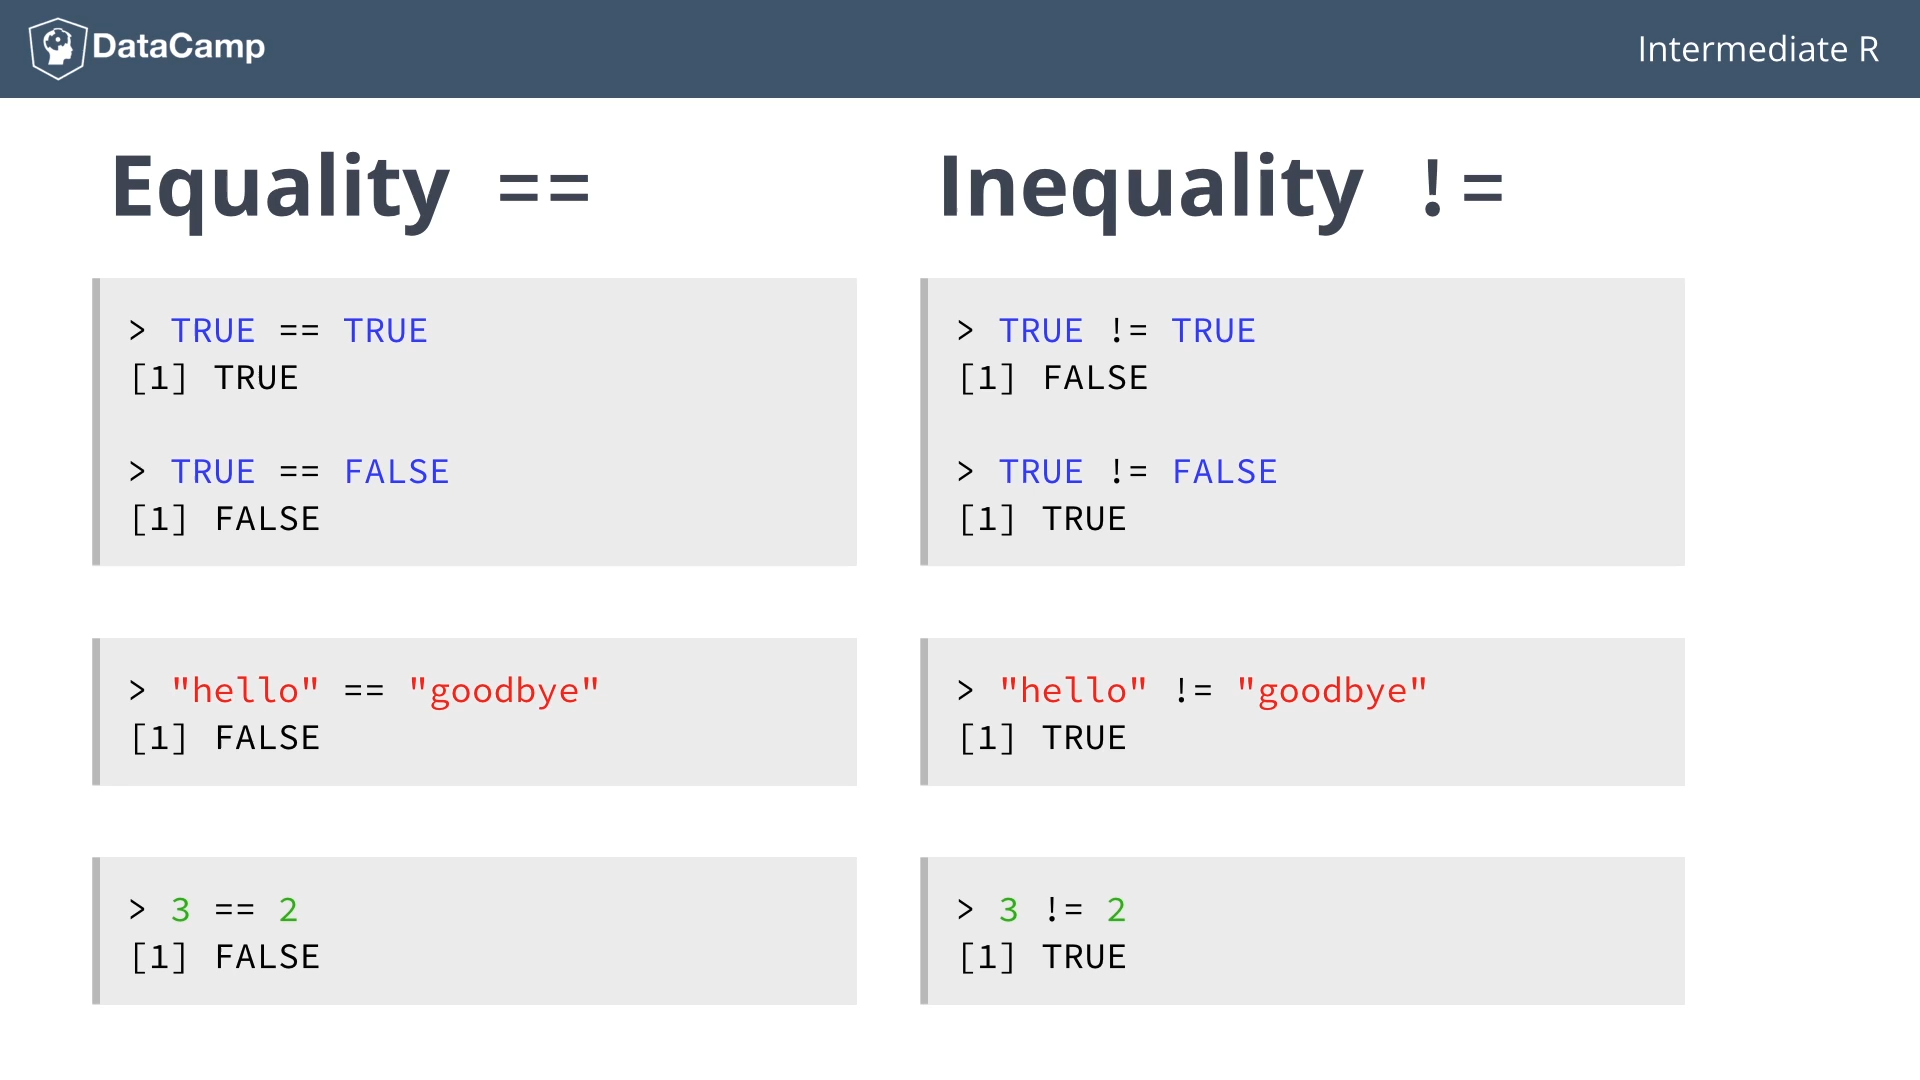 DataCamp
Intermediate R
Equality ==
> TRUE == TRUE
[1] TRUE
> TRUE == FALSE
[1] FALSE
> "hello" == "goodbye"
[1] FALSE
> 3 == 2
[1] FALSE
Inequality !=
> TRUE != TRUE
[1] FALSE
> TRUE != FALSE
[1] TRUE
> "hello" != "goodbye"
[1] TRUE
> 3 != 2
[1] TRUE